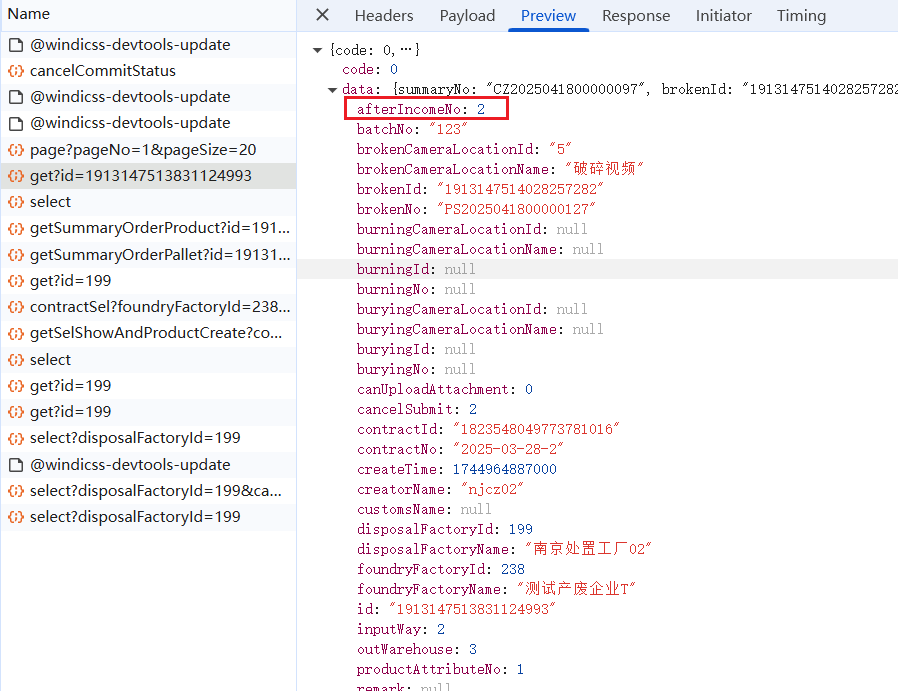 Name
Headers Payload Preview Response Initiator Timing
@windicss-devtools-update
cancelCommitStatus
@windicss-devtools-update
@windicss-devtools-update
page?pageNo=1&pageSize=20
get?id=1913147513831124993
select
getSummaryOrderProduct?id=191...
getSummaryOrderPallet?id=19131...
get?id=199
contractSel?foundryFactoryId=238...
getSelShowAndProductCreate?co...
select
get?id=199
get?id=199
select?disposalFactoryId=199
@windicss-devtools-update
select?disposalFactoryId=199&ca...
select?disposalFactoryId=199
{code: 0,…}
code: 0
data: {summaryNo: "CZ2025041800000097", brokenId: "1913147514028257282
afterIncomeNo: 2
batchNo: "123"
brokenCameraLocationId: "5"
brokenCameraLocationName: "破碎视频"
brokenId: "1913147514028257282"
brokenNo: "PS2025041800000127"
burningCameraLocationId: null
burningCameraLocationName: null
burningId: null
burningNo: null
buryingCameraLocationId: null
buryingCameraLocationName: null
buryingId: null
buryingNo: null
canUploadAttachment: 0
cancelSubmit: 2
contractId: "1823548049773781016"
contractNo: "2025-03-28-2"
createTime: 1744964887000
creatorName: "njcz02"
customsName: null
disposalFactoryId: 199
disposalFactoryName: "南京处置工厂02"
foundryFactoryId: 238
foundryFactoryName: "测试产废企业T"
id: "1913147513831124993"
inputWay: 2
outWarehouse: 3
productAttributeNo: 1
remark: null